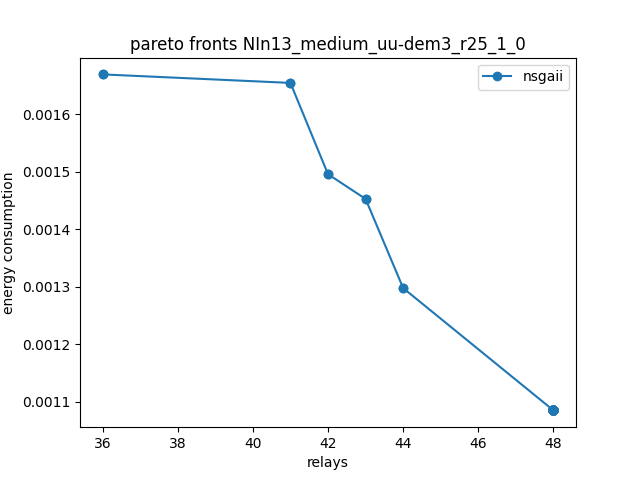 pareto fronts NIn13_medium_uu-dem3_r25_1_0
nsgaii
energy consumption
0.0016
0.0015
0.0014
0.0013
0.0012
0.0011
36 38 40 42 44 46 48
relays